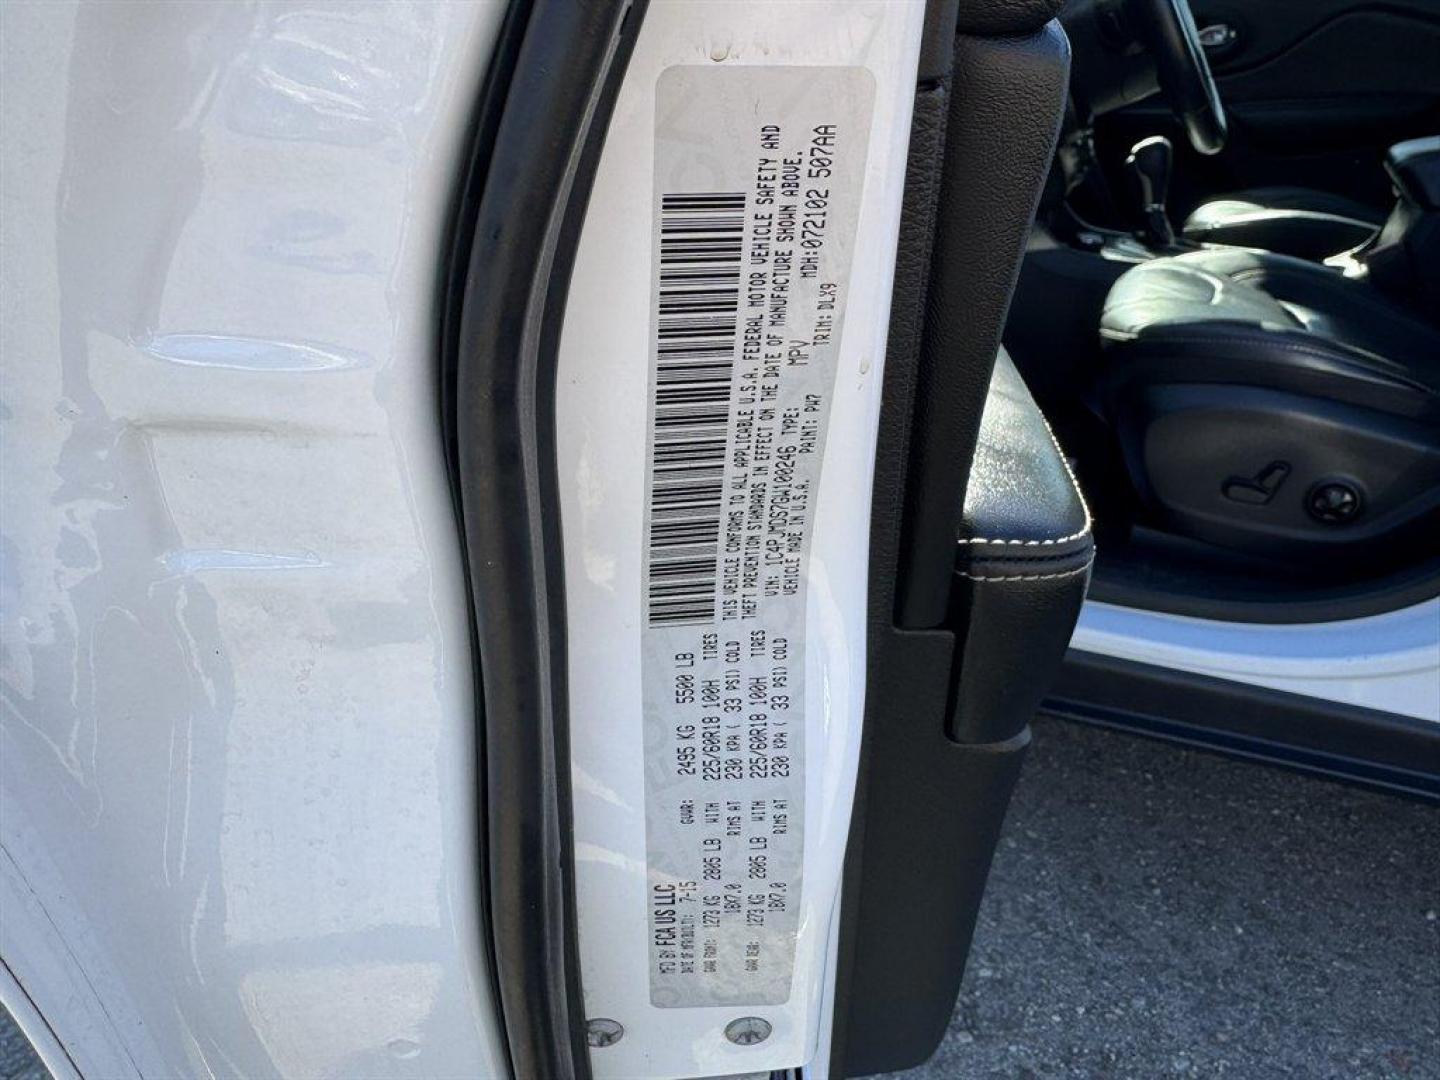 MFD BY FCA US LLC
DATE OF MFR(BUILT): 7-15 GVWR: 2495 KG 5500 LB
GAWR FRONT: 1273 KG 2805 LB WITH 225/60R18 100H TIRES
18X7.0 RIMS AT 230 KPA ( 33 PSI) COLD
GAWR REAR: 1273 KG 2805 LB WITH 225/60R18 100H TIRES
18X7.0 RIMS AT 230 KPA ( 33 PSI) COLD
THIS VEHICLE CONFORMS TO ALL APPLICABLE U.S.A. FEDERAL MOTOR VEHICLE SAFETY AND
THEFT PREVENTION STANDARDS IN EFFECT ON THE DATE OF MANUFACTURE SHOWN ABOVE.
VIN: 1C4PJMDS7GW100246 TYPE: MPV MDH:072102 507AA
VEHICLE MADE IN U.S.A. PAINT: PW7 TRIM: DLX9